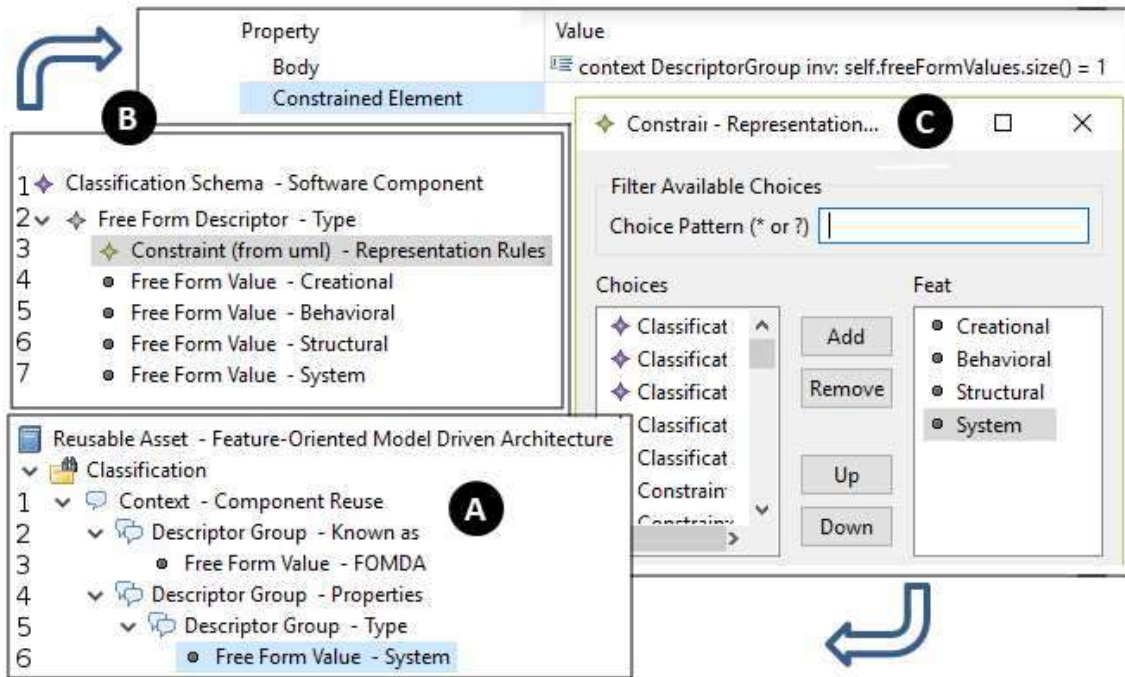 Property Value
Body context DescriptorGroup inv: self.freeFormValues.size() = 1
Constrained Element
B
1 Classification Schema - Software Component
2 Free Form Descriptor - Type
3 Constraint (from uml) - Representation Rules
4 Free Form Value - Creational
5 Free Form Value - Behavioral
6 Free Form Value - Structural
7 Free Form Value - System
Constrair - Representation... C
Filter Available Choices
Choice Pattern (* or ?)
Choices
Feat
Classificat
Classificat
Classificat
Classificat
Classificat
Constrain
Add
Remove
Up
Down
Creational
Behavioral
Structural
System
Reusable Asset - Feature-Oriented Model Driven Architecture
Classification
A
1 Context - Component Reuse
2 Descriptor Group - Known as
3 Free Form Value - FOMDA
4 Descriptor Group - Properties
5 Descriptor Group - Type
6 Free Form Value - System